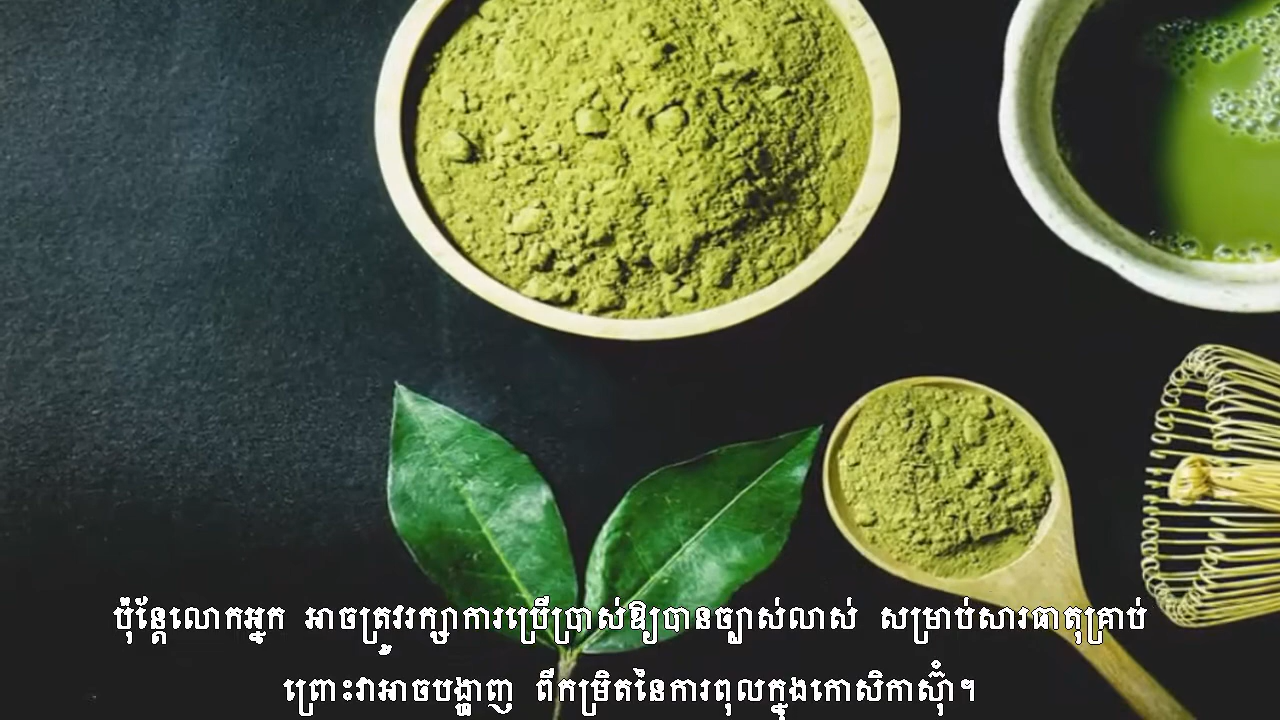 ប៉ុន្តែលោកអ្នក អាចត្រូវរក្សាការប្រើប្រាស់ឱ្យបានច្បាស់លាស់ សម្រាប់សារធាតុគ្រាប់
ព្រោះវាអាចបង្ហាញ ពីកម្រិតនៃការពុលក្នុងកោសិកាស៊ាំ។